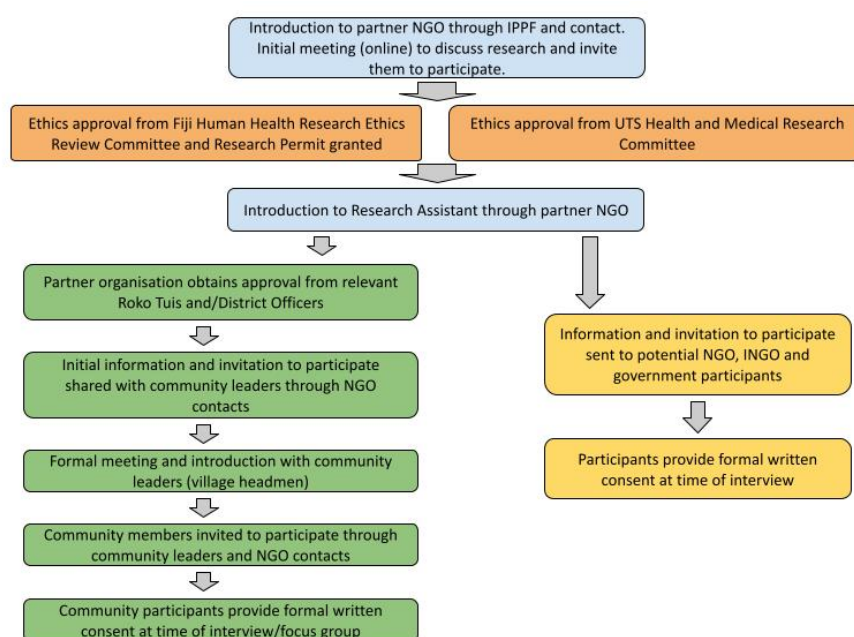 Introduction to partner NGO through IPPF and contact.
Initial meeting (online) to discuss research and invite
them to participate.
Ethics approval from Fiji Human Health Research Ethics
Review Committee and Research Permit granted
Ethics approval from UTS Health and Medical Research
Committee
Introduction to Research Assistant through partner NGO
Partner organisation obtains approval from relevant
Roko Tuis and/District Officers
Initial information and invitation to participate
shared with community leaders through NGO
contacts
Formal meeting and introduction with community
leaders (village headmen)
Community members invited to participate through
community leaders and NGO contacts
Community participants provide formal written
consent at time of interview/focus group
Information and invitation to participate
sent to potential NGO, INGO and
government participants
Participants provide formal written
consent at time of interview